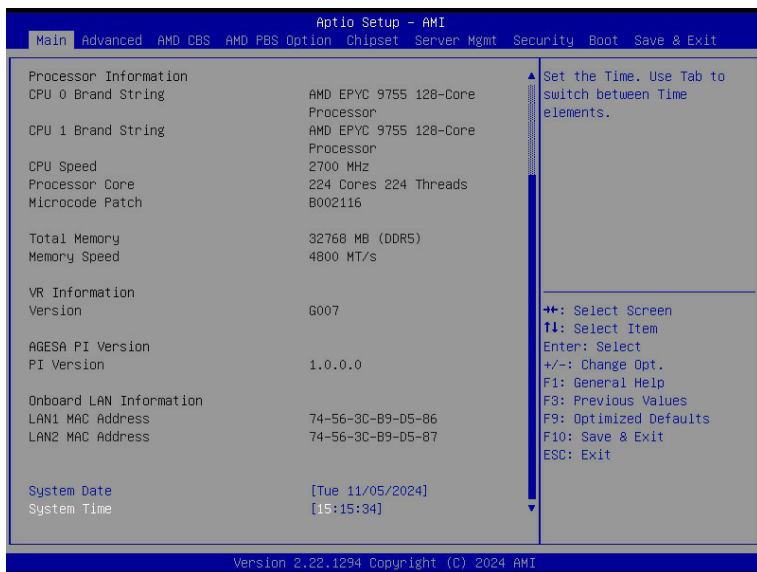 Aptio Setup – AMI
Main Advanced AMD CBS AMD PBS Option Chipset Server Mgmt Security Boot Save & Exit
Processor Information
CPU 0 Brand String AMD EPYC 9755 128-Core
Processor
CPU 1 Brand String AMD EPYC 9755 128-Core
Processor
CPU Speed 2700 MHz
Processor Core 224 Cores 224 Threads
Microcode Patch B002116
Total Memory 32768 MB (DDR5)
Memory Speed 4800 MT/s
VR Information
Version G007
AGESA PI Version
PI Version 1.0.0.0
Onboard LAN Information
LAN1 MAC Address 74-56-3C-B9-D5-86
LAN2 MAC Address 74-56-3C-B9-D5-87
System Date [Tue 11/05/2024]
System Time [15:15:34]
Set the Time. Use Tab to
switch between Time
elements.
→←: Select Screen
↑↓: Select Item
Enter: Select
+/-: Change Opt.
F1: General Help
F3: Previous Values
F9: Optimized Defaults
F10: Save & Exit
ESC: Exit
Version 2.22.1294 Copyright (C) 2024 AMI